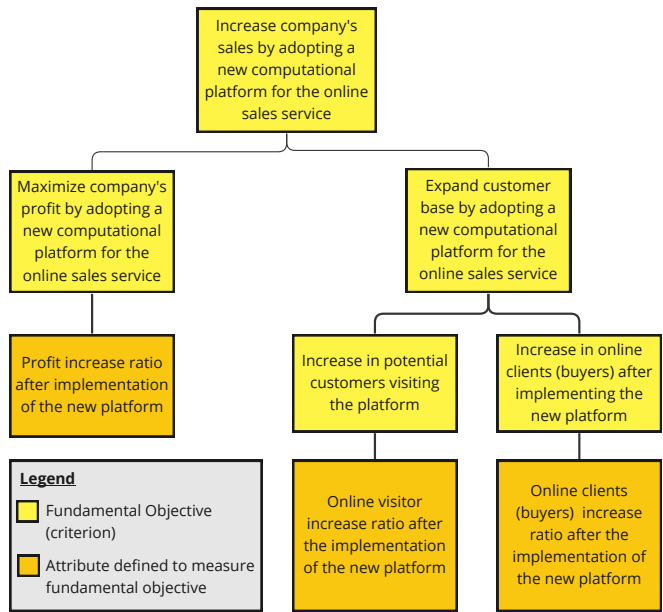 Increase company's
sales by adopting a
new computational
platform for the online
sales service
Maximize company's
profit by adopting a
new computational
platform for the
online sales service
Expand customer
base by adopting a
new computational
platform for the
online sales service
Profit increase ratio
after implementation
of the new platform
Increase in potential
customers visiting
the platform
Increase in online
clients (buyers) after
implementing the
new platform
Legend
Fundamental Objective
(criterion)
Attribute defined to measure
fundamental objective
Online visitor
increase ratio after
the implementation
of the new platform
Online clients
(buyers) increase
ratio after the
implementation of
the new platform